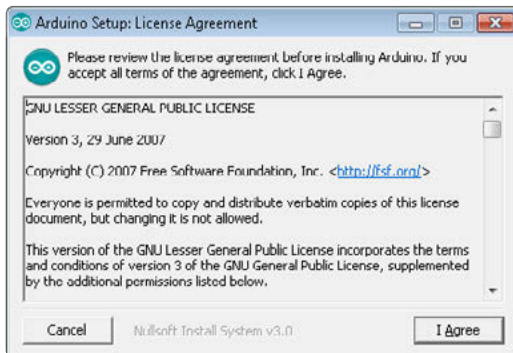 Arduino Setup: License Agreement
Please review the license agreement before installing Arduino. If you
accept all terms of the agreement, click I Agree.
GNU LESSER GENERAL PUBLIC LICENSE
Version 3, 29 June 2007
Copyright (C) 2007 Free Software Foundation, Inc. <http://fsf.org/>
Everyone is permitted to copy and distribute verbatim copies of this license
document, but changing it is not allowed.
This version of the GNU Lesser General Public License incorporates the terms
and conditions of version 3 of the GNU General Public License, supplemented
by the additional permissions listed below.
Cancel
Nullsoft Install System v3.0
I Agree